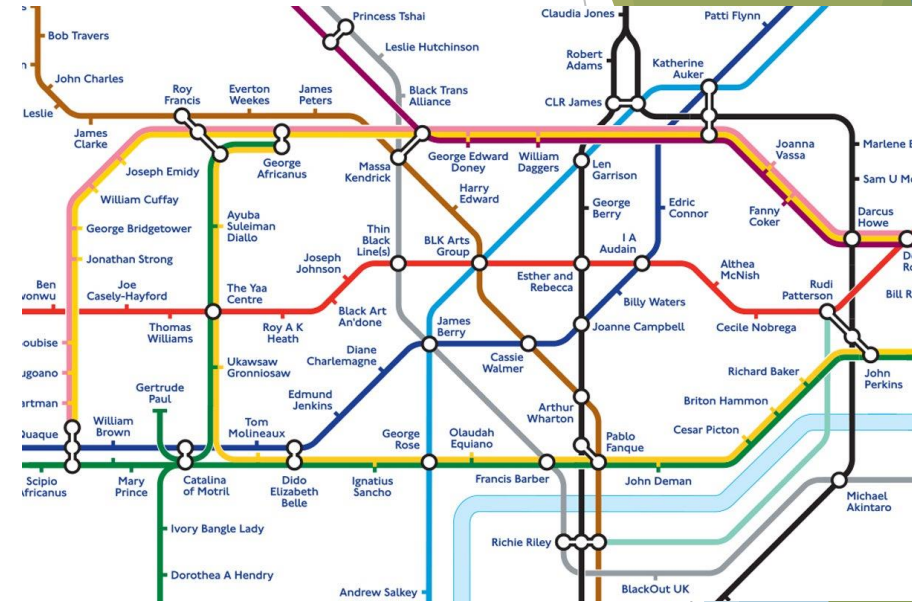 Princess Tshai
Claudia Jones
Patti Flynn
Bob Travers
Leslie Hutchinson
Robert
Adams
Katherine
Auker
John Charles
Roy
Francis
Everton
Weekes
James
Peters
Black Trans
Alliance
CLR James
Leslie
James
Clarke
Joseph Emidy
George
Africanus
Massa
Kendrick
George Edward
Doney
William
Daggers
Len
Garrison
Joanna
Vassa
Marlene
Sam U
William Cuffay
Harry
Edward
George
Berry
Edric
Connor
Fanny
Coker
Darcus
Howe
George Bridgetower
Ayuba
Suleiman
Diallo
Thin
Black
Line(s)
BLK Arts
Group
I A
Audain
Jonathan Strong
Joseph
Johnson
Esther and
Rebecca
Althea
McNish
Rudi
Patterson
Bill
Ben
Joe
Casely-Hayford
The Yaa
Centre
Black Art
An'done
Billy Waters
Thomas
Williams
Roy A K
Heath
James
Berry
Joanne Campbell
Cecile Nobrega
Diane
Charlemagne
Cassie
Walmer
Ukawsaw
Gronniosaw
Richard Baker
John
Perkins
Gertrude
Paul
Edmund
Jenkins
Arthur
Wharton
Briton Hammon
William
Brown
Tom
Molineaux
George
Rose
Olaudah
Equiano
Pablo
Fanque
Cesar Picton
Quaque
Scipio
Africanus
Mary
Prince
Catalina
of Motril
Dido
Elizabeth
Belle
Ignatius
Sancho
Francis Barber
John Deman
Michael
Akintaro
Ivory Bangle Lady
Richie Riley
Dorothea A Hendry
Andrew Salkey
BlackOut UK